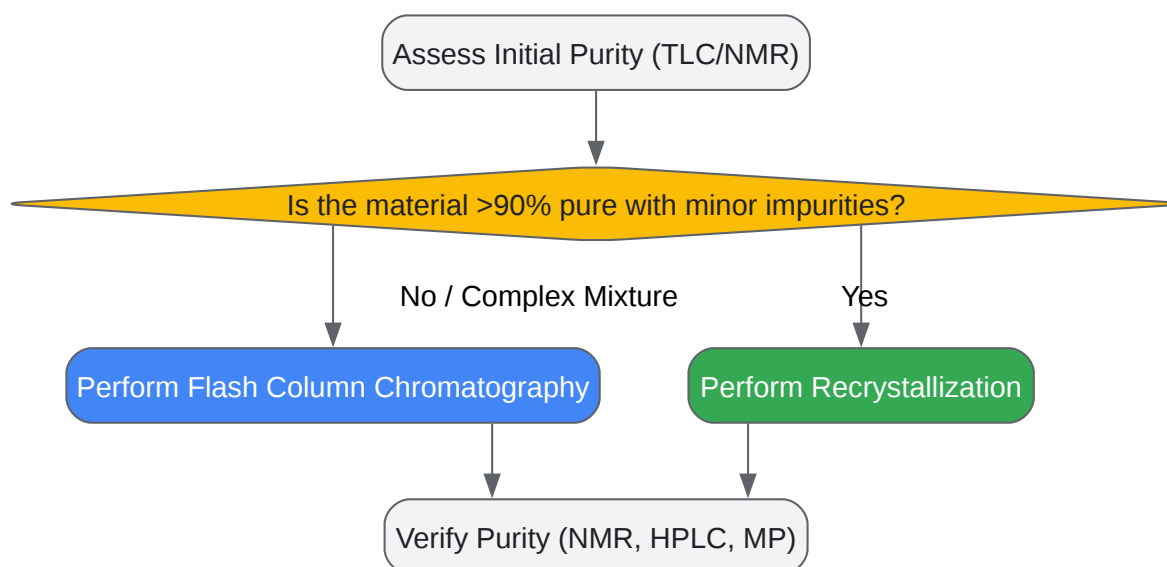 Assess Initial Purity (TLC/NMR)
Is the material >90% pure with minor impurities?
No / Complex Mixture
Yes
Perform Flash Column Chromatography
Perform Recrystallization
Verify Purity (NMR, HPLC, MP)